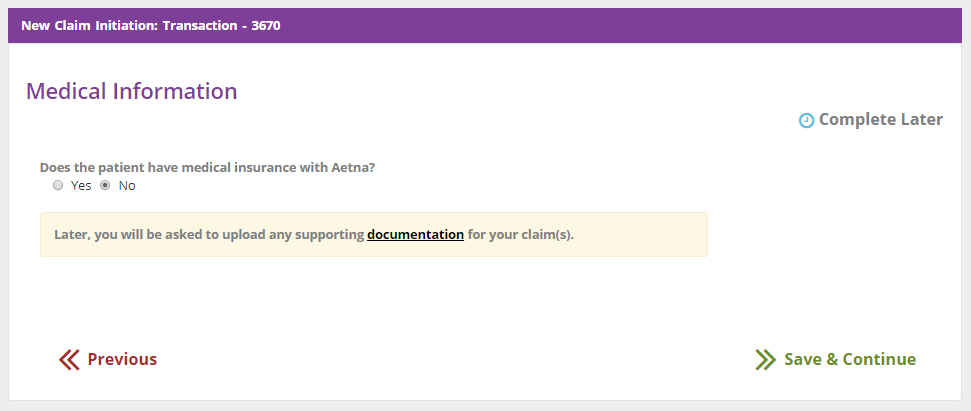 New Claim Initiation: Transaction - 3670
Medical Information
Complete Later
Does the patient have medical insurance with Aetna?
Yes No
Later, you will be asked to upload any supporting documentation for your claim(s).
Previous Save & Continue